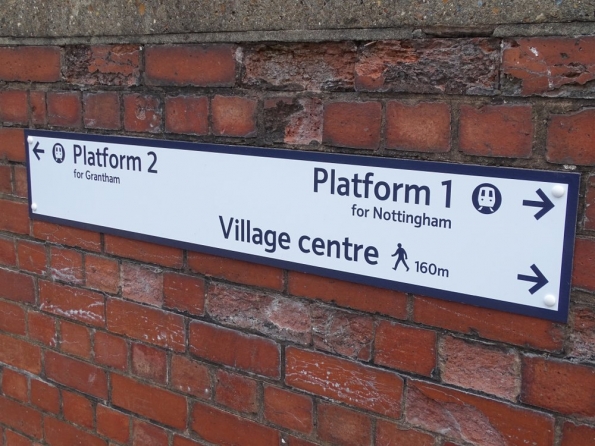 Platform 2
for Grantham
Platform 1
for Nottingham
Village centre 160m